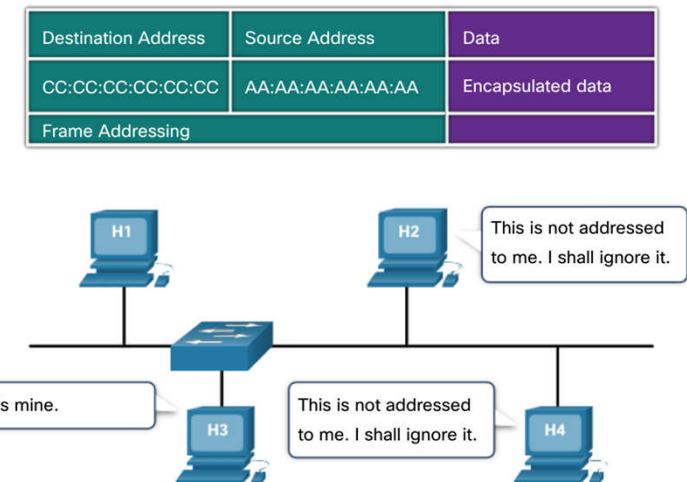 Destination Address Source Address Data
CC:CC:CC:CC:CC:CC AA:AA:AA:AA:AA:AA Encapsulated data
Frame Addressing
H1
H2
This is not addressed
to me. I shall ignore it.
s mine.
H3
This is not addressed
to me. I shall ignore it.
H4